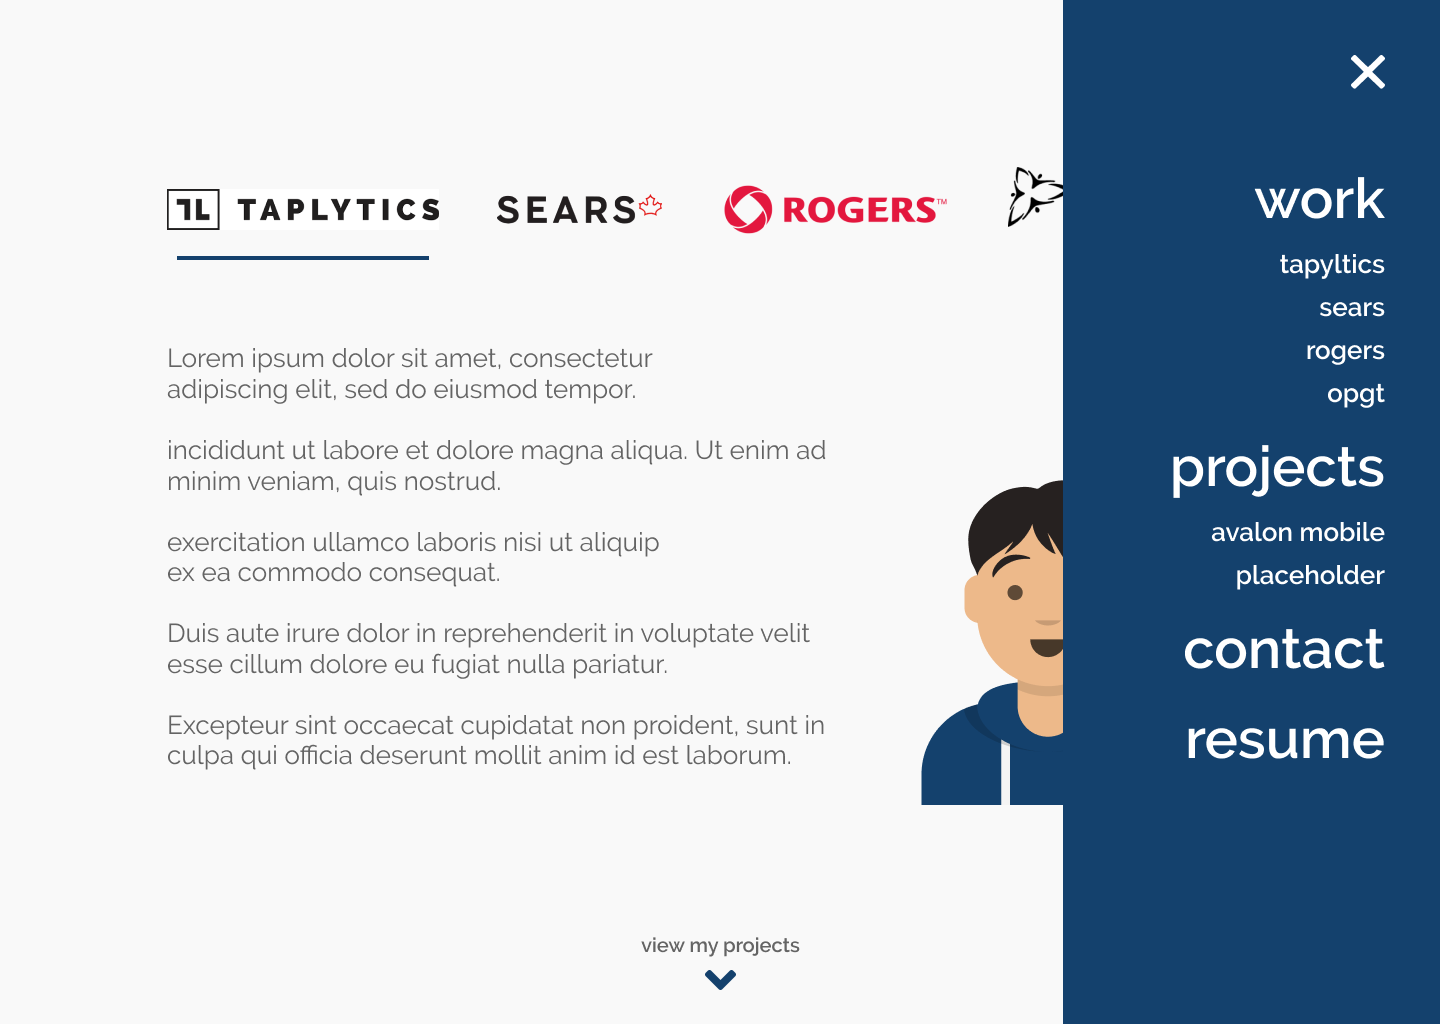 TL TAPLYTICS
SEARS
ROGERS™
Lorem ipsum dolor sit amet, consectetur
adipiscing elit, sed do eiusmod tempor.
incididunt ut labore et dolore magna aliqua. Ut enim ad
minim veniam, quis nostrud.
exercitation ullamco laboris nisi ut aliquip
ex ea commodo consequat.
Duis aute irure dolor in reprehenderit in voluptate velit
esse cillum dolore eu fugiat nulla pariatur.
Excepteur sint occaecat cupidatat non proident, sunt in
culpa qui officia deserunt mollit anim id est laborum.
view my projects
work
tapyltics
sears
rogers
opgt
projects
avalon mobile
placeholder
contact
resume